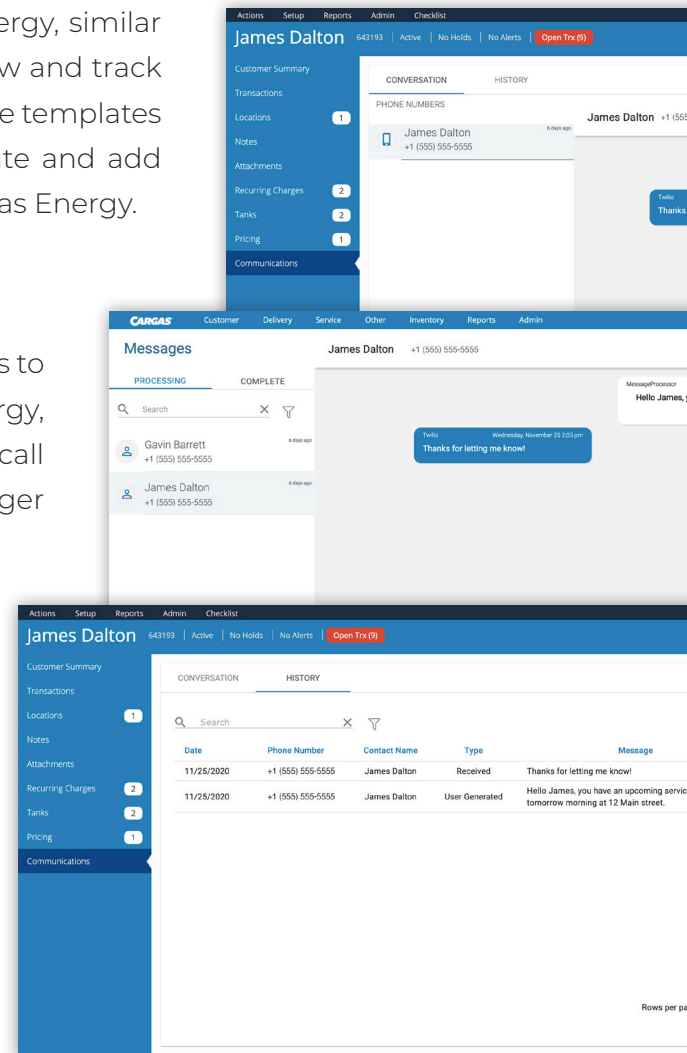 ergy, similar
w and track
e templates
te and add
as Energy.
s to
rgy,
call
ger
Actions Setup Reports Admin Checklist
James Dalton 643193 | Active | No Holds | No Alerts | Open Trx (9)
Customer Summary
Transactions
Locations 1
Notes
Attachments
Recurring Charges 2
Tanks 2
Pricing 1
Communications
CONVERSATION HISTORY
PHONE NUMBERS
James Dalton 6 days ago
+1 (555) 555-5555
James Dalton +1 (555
Twilio
Thanks
CARGAS Customer Delivery Service Other Inventory Reports Admin
Messages
PROCESSING COMPLETE
Search
Gavin Barrett 6 days ago
+1 (555) 555-5555
James Dalton 6 days ago
+1 (555) 555-5555
James Dalton +1 (555) 555-5555
MessageProcessor
Hello James, y
Twilio Wednesday, November 25 2:05 pm
Thanks for letting me know!
Actions Setup Reports Admin Checklist
James Dalton 643193 | Active | No Holds | No Alerts | Open Trx (9)
Customer Summary
Transactions
Locations 1
Notes
Attachments
Recurring Charges 2
Tanks 2
Pricing 1
Communications
CONVERSATION HISTORY
Search
Date Phone Number Contact Name Type Message
11/25/2020 +1 (555) 555-5555 James Dalton Received Thanks for letting me know!
11/25/2020 +1 (555) 555-5555 James Dalton User Generated Hello James, you have an upcoming servic
tomorrow morning at 12 Main street.
Rows per pa